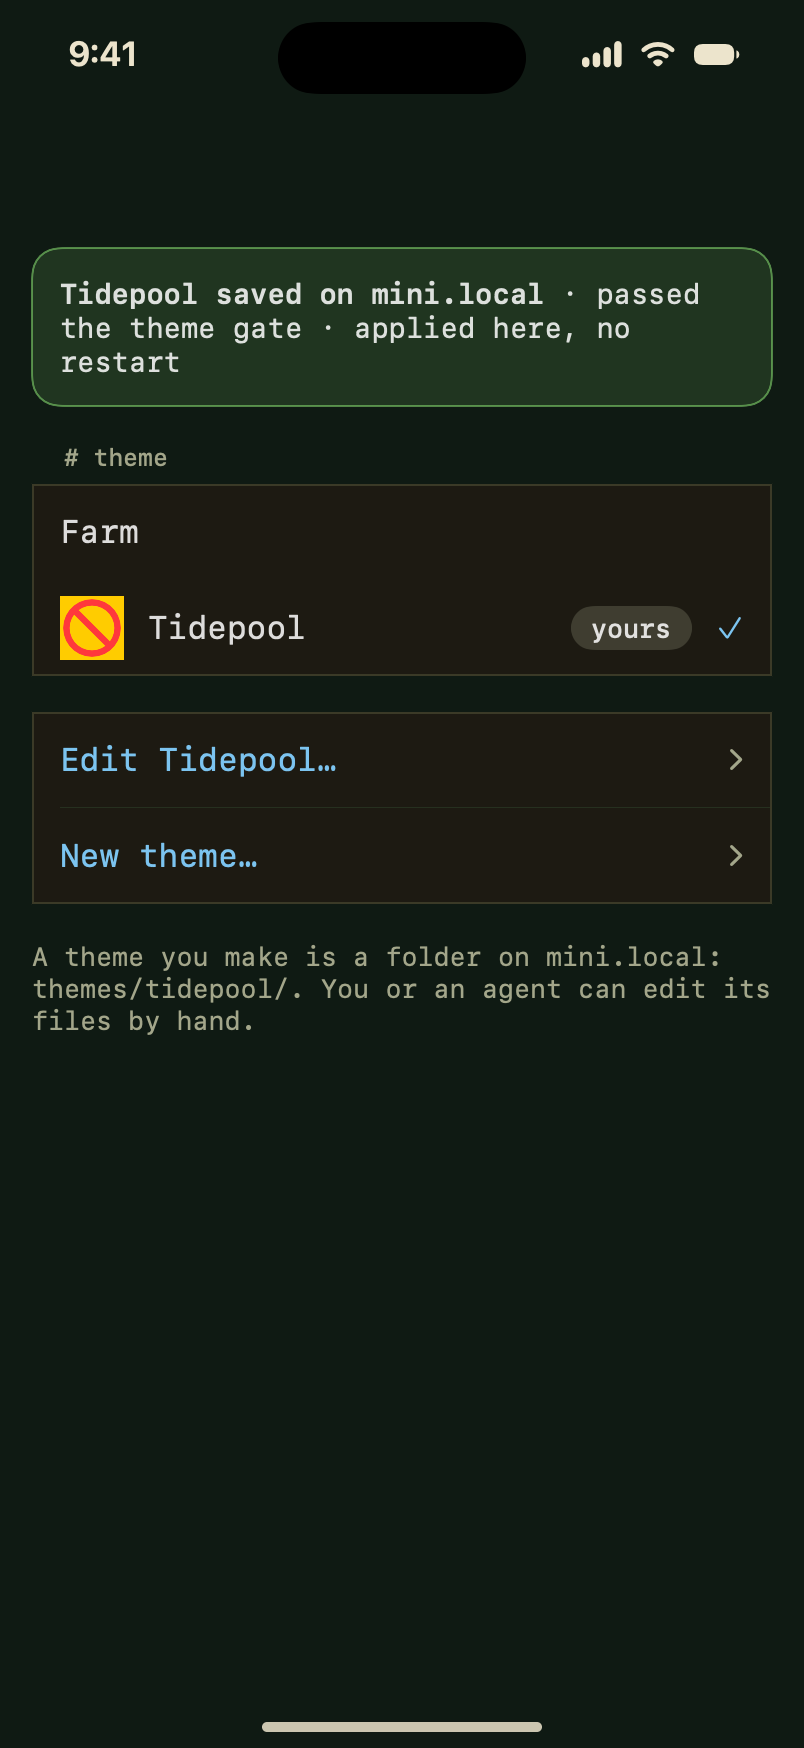 9:41
Tidepool saved on mini.local · passed
the theme gate · applied here, no
restart
# theme
Farm
Tidepool yours
Edit Tidepool…
New theme…
A theme you make is a folder on mini.local:
themes/tidepool/. You or an agent can edit its
files by hand.